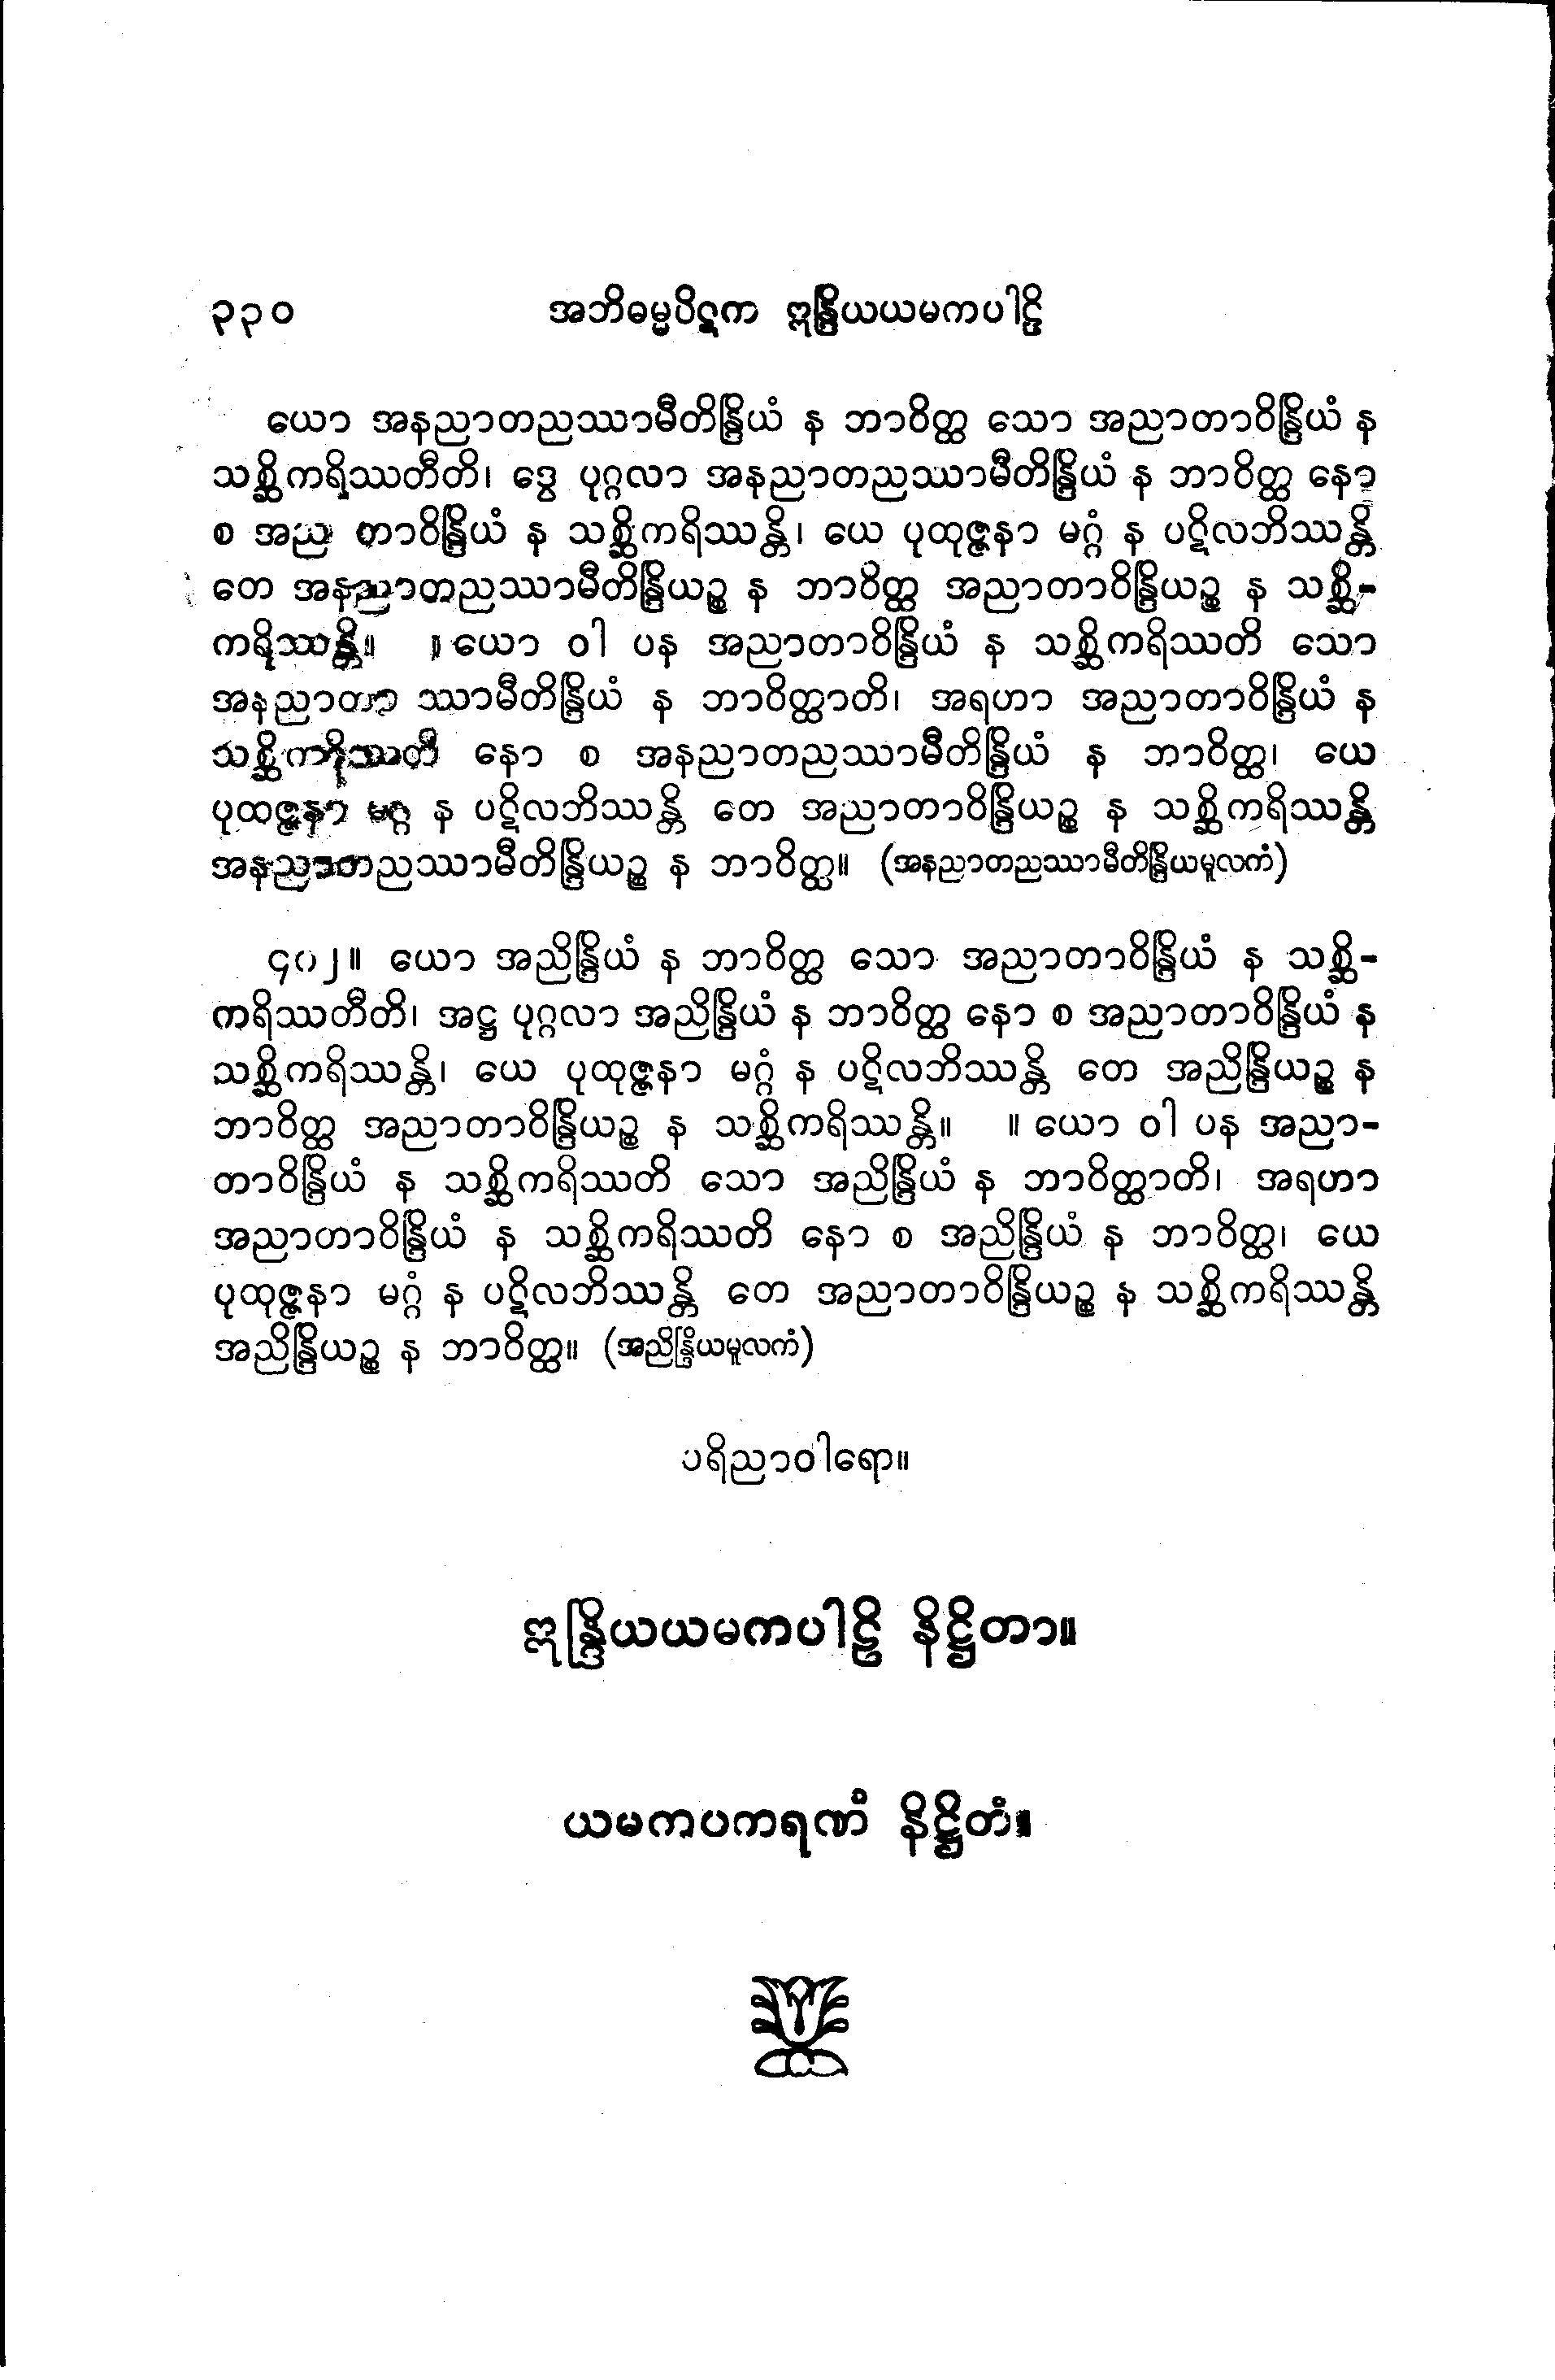 ၃၃၀ အဘိဓမ္မပိဋက ဣန္ဒြိယယမကပါဠိ
ယော အနညာတညဿာမီတိန္ဒြိယံ န ဘာဝိတ္ထ သော အညာတာဝိန္ဒြိယံ န
သစ္ဆိကရိဿတီတိ၊ ဒွေ ပုဂ္ဂလာ အနညာတညဿာမီတိန္ဒြိယံ န ဘာဝိတ္ထ နော
စ အညာတာဝိန္ဒြိယံ န သစ္ဆိကရိဿန္တိ၊ ယေ ပုထုဇ္ဇနာ မဂ္ဂံ န ပဋိလဘိဿန္တိ
တေ အနညာတညဿာမီတိန္ဒြိယဉ္စ န ဘာဝိတ္ထ အညာတာဝိန္ဒြိယဉ္စ န သစ္ဆိ-
ကရိဿန္တိ။ ။ ယော ဝါ ပန အညာတာဝိန္ဒြိယံ န သစ္ဆိကရိဿတိ သော
အနညာတညဿာမီတိန္ဒြိယံ န ဘာဝိတ္ထာတိ၊ အရဟာ အညာတာဝိန္ဒြိယံ န
သစ္ဆိကရိဿတိ နော စ အနညာတညဿာမီတိန္ဒြိယံ န ဘာဝိတ္ထ၊ ယေ
ပုထုဇ္ဇနာ မဂ္ဂံ န ပဋိလဘိဿန္တိ တေ အညာတာဝိန္ဒြိယဉ္စ န သစ္ဆိကရိဿန္တိ
အနညာတညဿာမီတိန္ဒြိယဉ္စ န ဘာဝိတ္ထ။ (အနညာတညဿာမီတိန္ဒြိယမူလကံ)
၄၀၂။ ယော အညိန္ဒြိယံ န ဘာဝိတ္ထ သော အညာတာဝိန္ဒြိယံ န သစ္ဆိ-
ကရိဿတီတိ၊ အဋ္ဌ ပုဂ္ဂလာ အညိန္ဒြိယံ န ဘာဝိတ္ထ နော စ အညာတာဝိန္ဒြိယံ န
သစ္ဆိကရိဿန္တိ၊ ယေ ပုထုဇ္ဇနာ မဂ္ဂံ န ပဋိလဘိဿန္တိ တေ အညိန္ဒြိယဉ္စ န
ဘာဝိတ္ထ အညာတာဝိန္ဒြိယဉ္စ န သစ္ဆိကရိဿန္တိ။ ။ ယော ဝါ ပန အညာ-
တာဝိန္ဒြိယံ န သစ္ဆိကရိဿတိ သော အညိန္ဒြိယံ န ဘာဝိတ္ထာတိ၊ အရဟာ
အညာတာဝိန္ဒြိယံ န သစ္ဆိကရိဿတိ နော စ အညိန္ဒြိယံ န ဘာဝိတ္ထ၊ ယေ
ပုထုဇ္ဇနာ မဂ္ဂံ န ပဋိလဘိဿန္တိ တေ အညာတာဝိန္ဒြိယဉ္စ န သစ္ဆိကရိဿန္တိ
အညိန္ဒြိယဉ္စ န ဘာဝိတ္ထ။ (အညိန္ဒြိယမူလကံ)
ပရိညာဝါရော။
ဣန္ဒြိယယမကပါဠိ နိဋ္ဌိတာ။
ယမကပကရဏံ နိဋ္ဌိတံ။